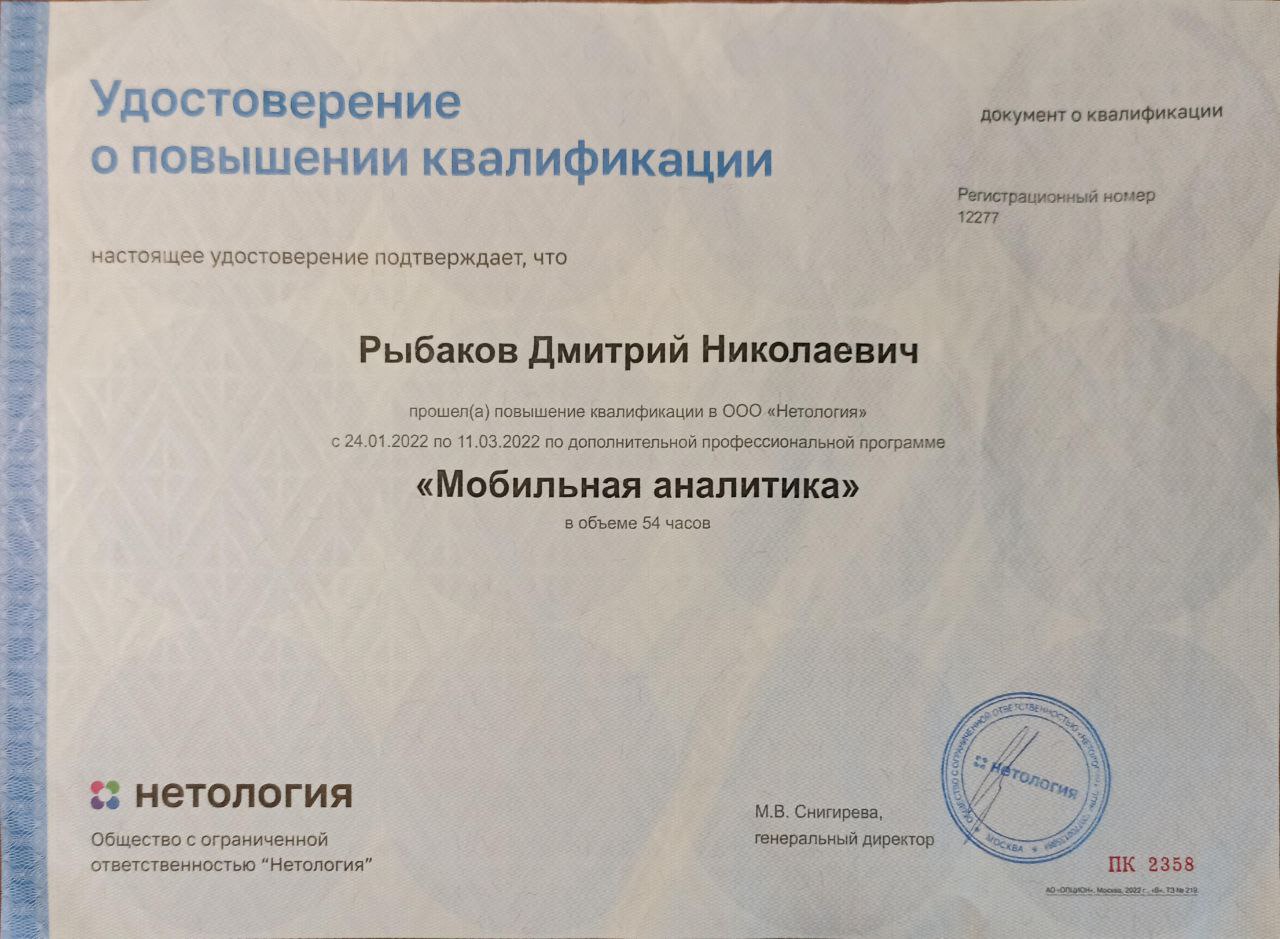 Удостоверение
о повышении квалификации
документ о квалификации
Регистрационный номер
12277
настоящее удостоверение подтверждает, что
Рыбаков Дмитрий Николаевич
прошел(а) повышение квалификации в ООО «Нетология»
с 24.01.2022 по 11.03.2022 по дополнительной профессиональной программе
«Мобильная аналитика»
в объеме 54 часов
нетология
Общество с ограниченной
ответственностью “Нетология”
М.В. Снигирева,
генеральный директор
ОБЩЕСТВО С ОГРАНИЧЕННОЙ ОТВЕТСТВЕННОСТЬЮ «НЕТОЛОГИЯ»
нетология
МОСКВА
ПК 2358
АО «ОПЦИОН», Москва, 2022 г., «В», ТЗ № 219.